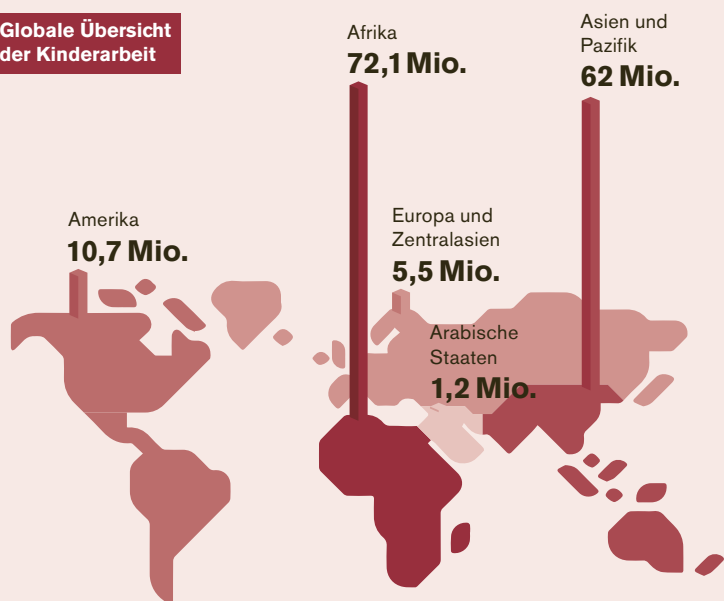 Globale Übersicht
der Kinderarbeit
Afrika
72,1 Mio.
Asien und
Pazifik
62 Mio.
Amerika
10,7 Mio.
Europa und
Zentralasien
5,5 Mio.
Arabische
Staaten
1,2 Mio.